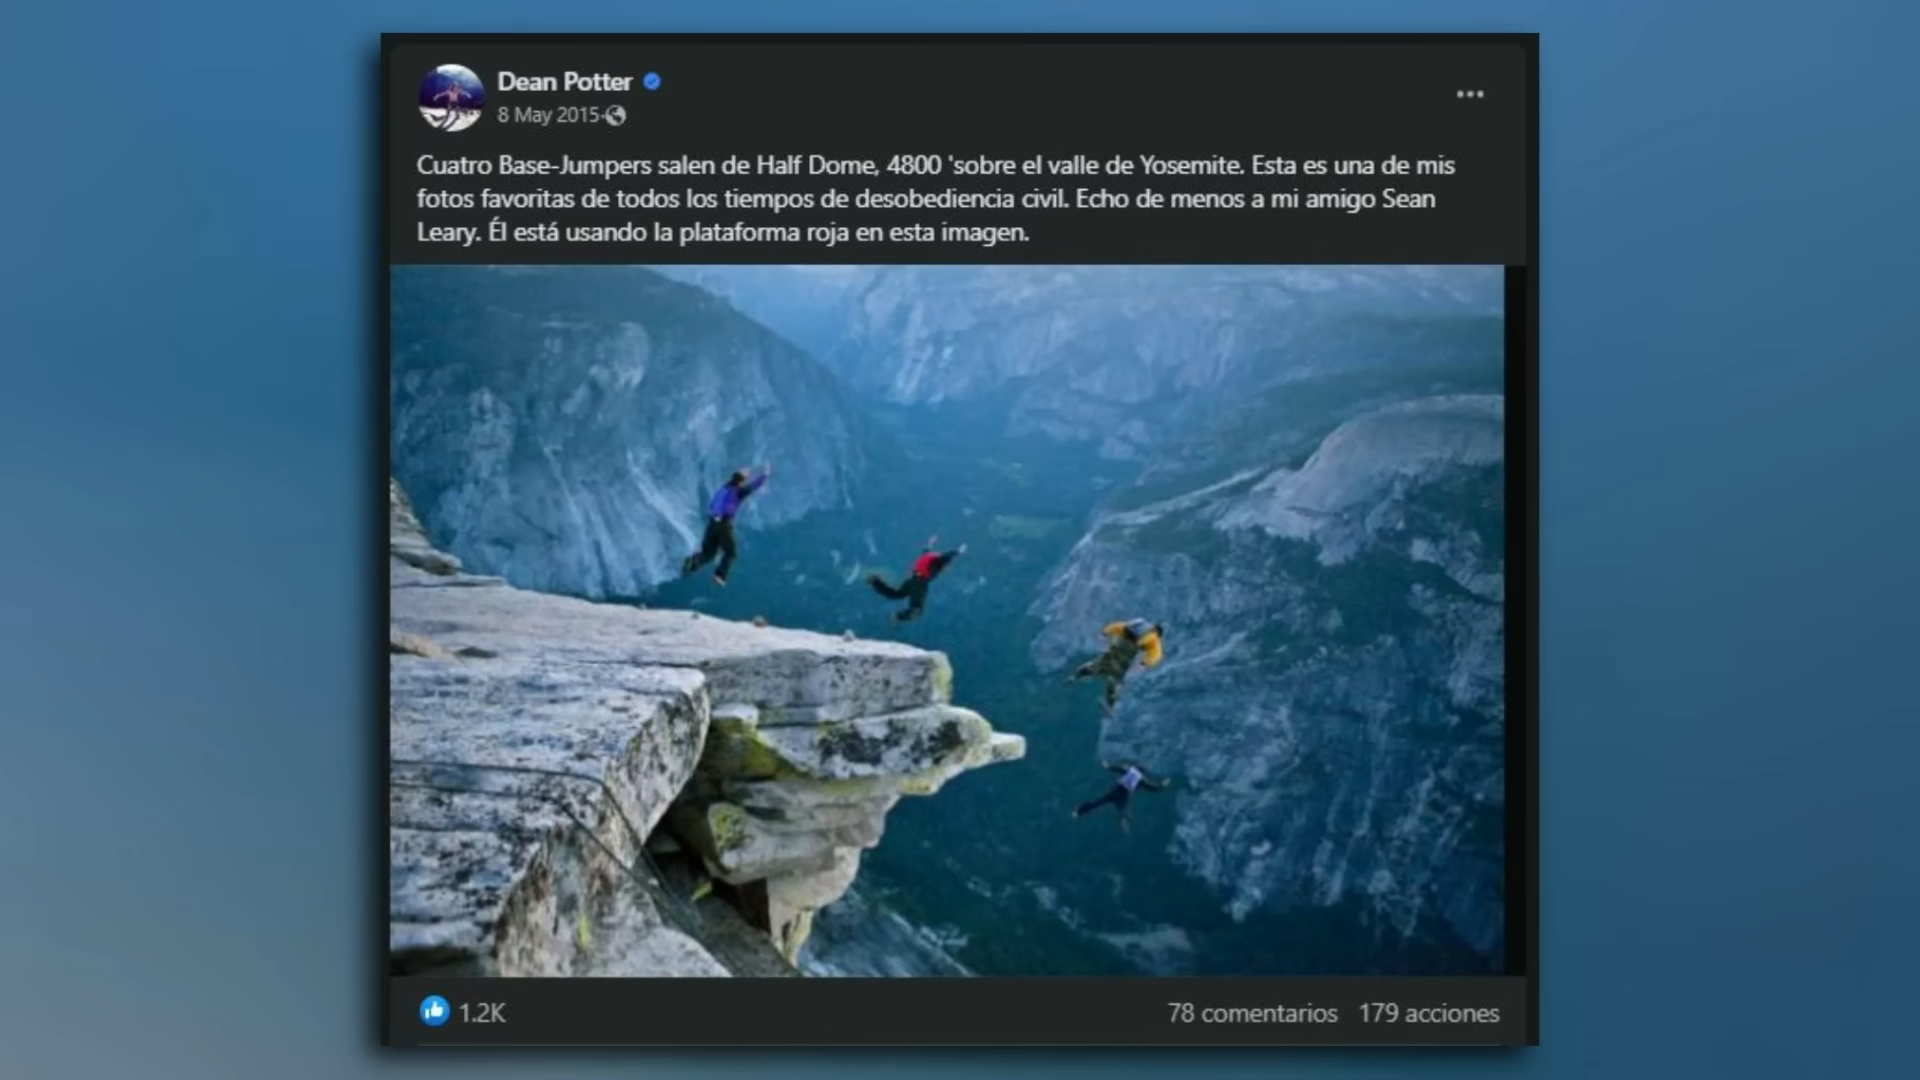 Dean Potter
8 May 2015
Cuatro Base-Jumpers salen de Half Dome, 4800 'sobre el valle de Yosemite. Esta es una de mis
fotos favoritas de todos los tiempos de desobediencia civil. Echo de menos a mi amigo Sean
Leary. Él está usando la plataforma roja en esta imagen.
1.2K
78 comentarios 179 acciones